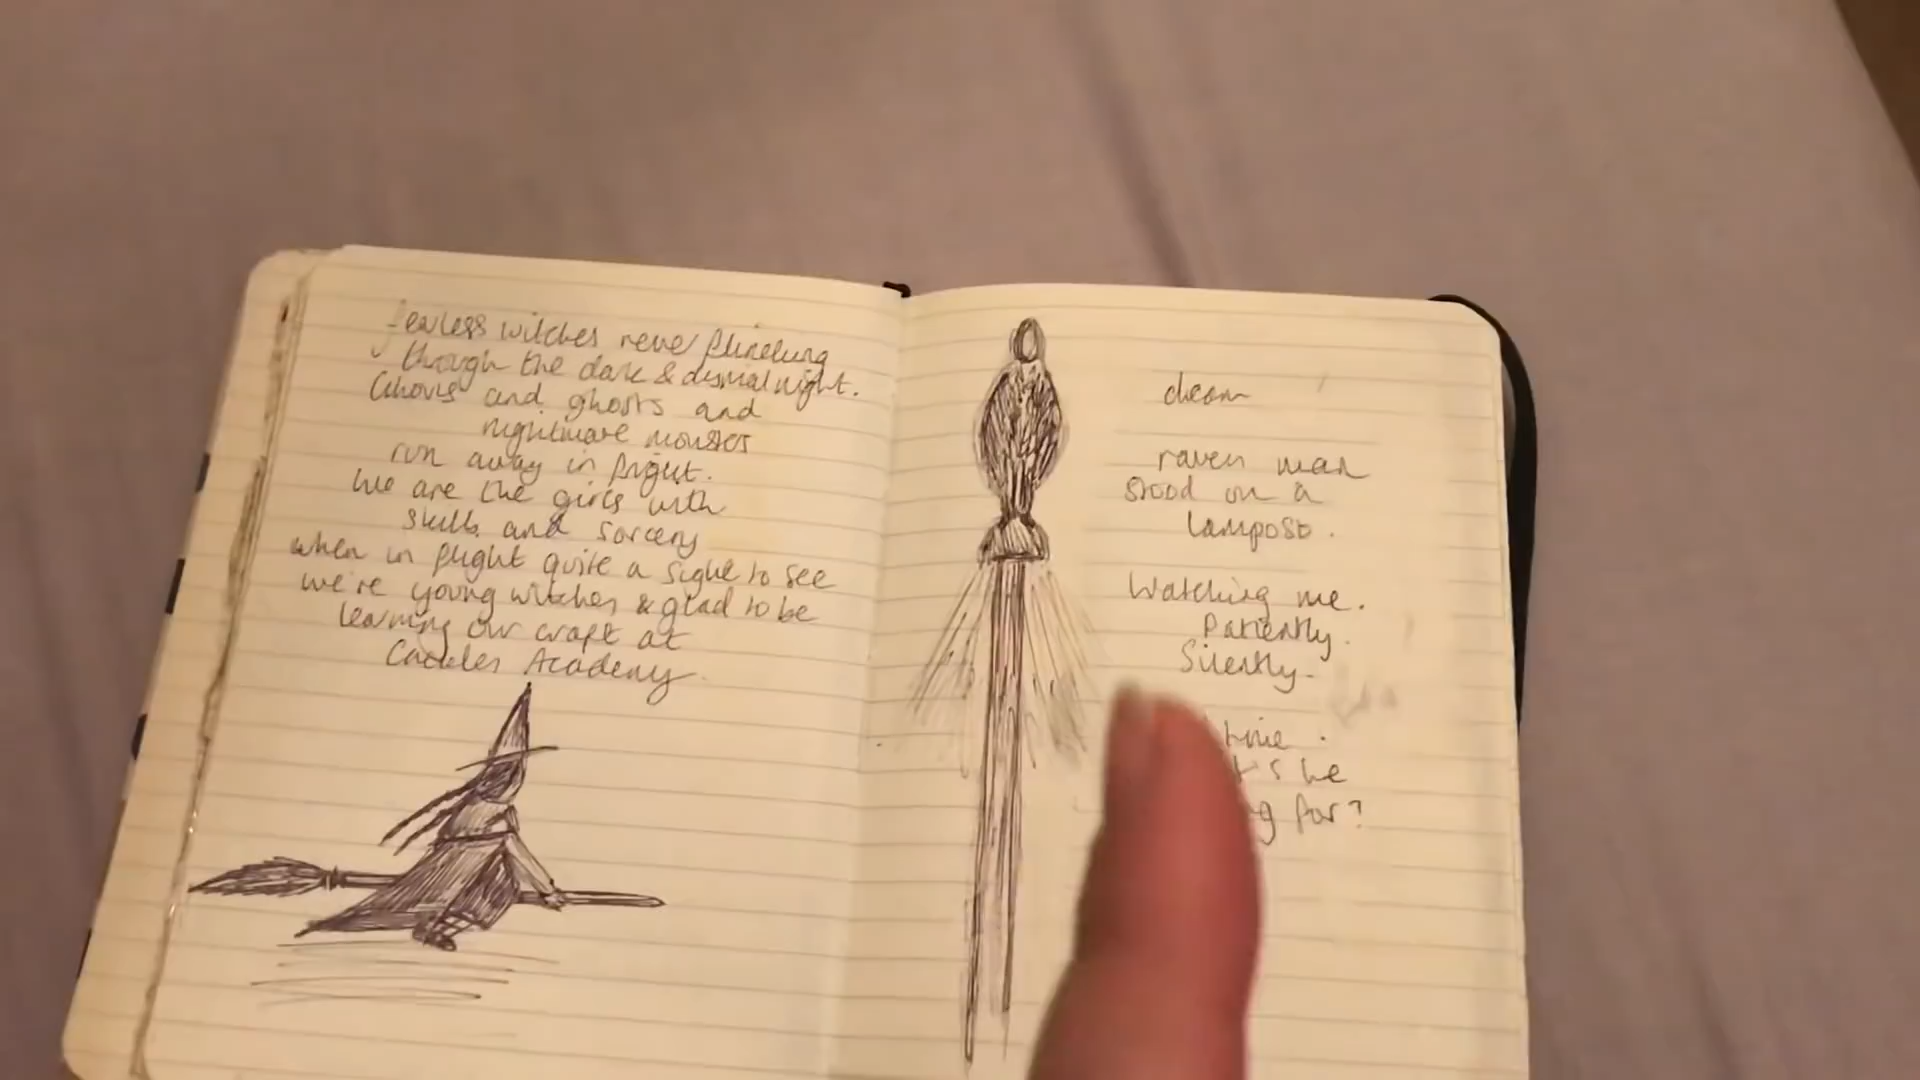 fearless witches never flinching
through the dark & dismal night.
Ghouls and ghosts and
nightmare monsters
run away in fright.
We are the girls with
skills and sorcery
when in flight quite a sight to see
we're young witches & glad to be
learning our craft at
Cackles Academy.
dream
raven man
stood on a
lampost.
Watching me.
Patiently.
Silently.
time.
he
for?